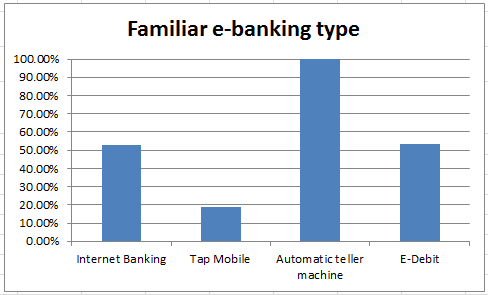 Familiar e-banking type
100.00%
90.00%
80.00%
70.00%
60.00%
50.00%
40.00%
30.00%
20.00%
10.00%
0.00%
Internet Banking
Tap Mobile
Automatic teller
machine
E-Debit